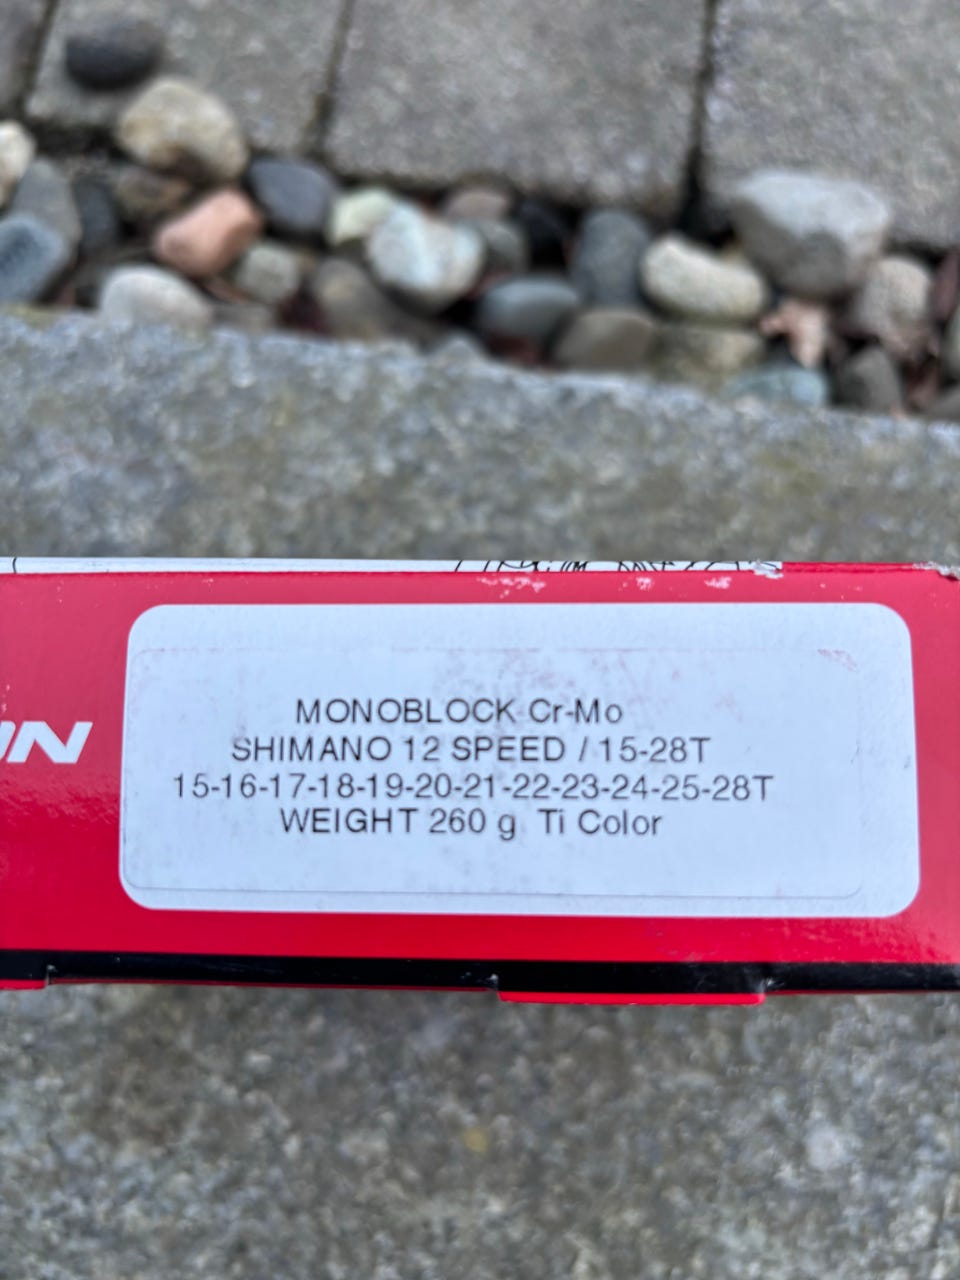 MONOBLOCK Cr-Mo
SHIMANO 12 SPEED / 15-28T
15-16-17-18-19-20-21-22-23-24-25-28T
WEIGHT 260 g Ti Color